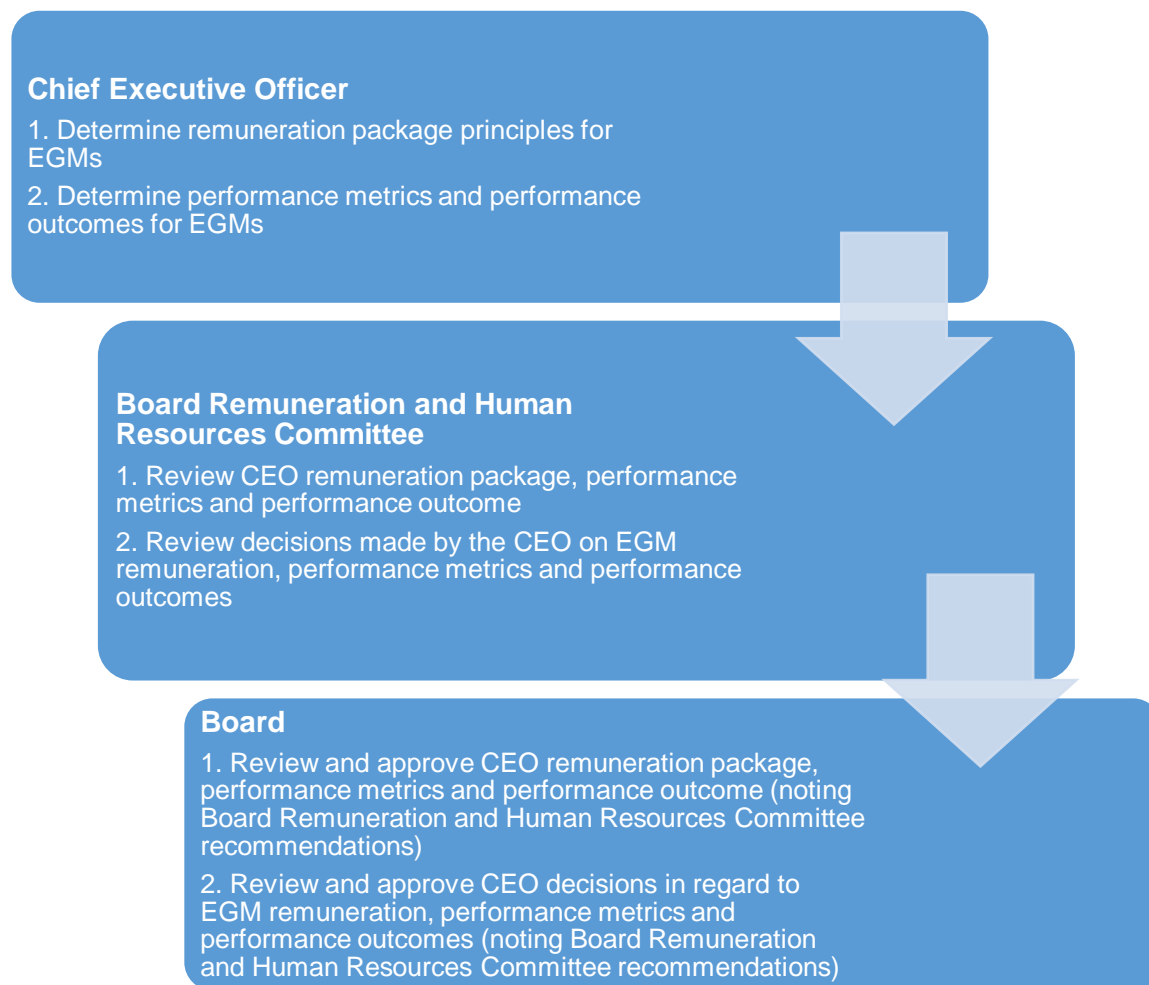 Chief Executive Officer
1. Determine remuneration package principles for
EGMs
2. Determine performance metrics and performance
outcomes for EGMs
Board Remuneration and Human
Resources Committee
1. Review CEO remuneration package, performance
metrics and performance outcome
2. Review decisions made by the CEO on EGM
remuneration, performance metrics and performance
outcomes
Board
1. Review and approve CEO remuneration package,
performance metrics and performance outcome (noting
Board Remuneration and Human Resources Committee
recommendations)
2. Review and approve CEO decisions in regard to
EGM remuneration, performance metrics and
performance outcomes (noting Board Remuneration
and Human Resources Committee recommendations)